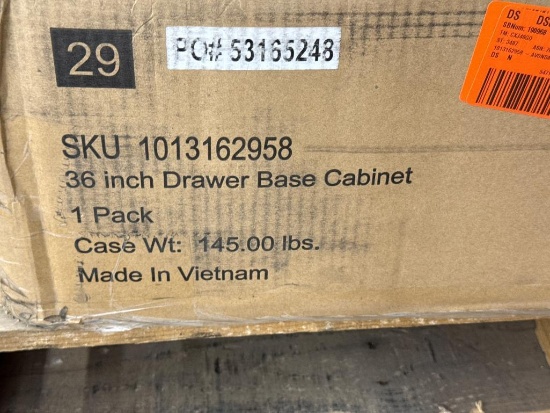 29
PO# 53165248
DS DS
SKU 1013162958
36 inch Drawer Base Cabinet
1 Pack
Case Wt: 145.00 lbs.
Made In Vietnam